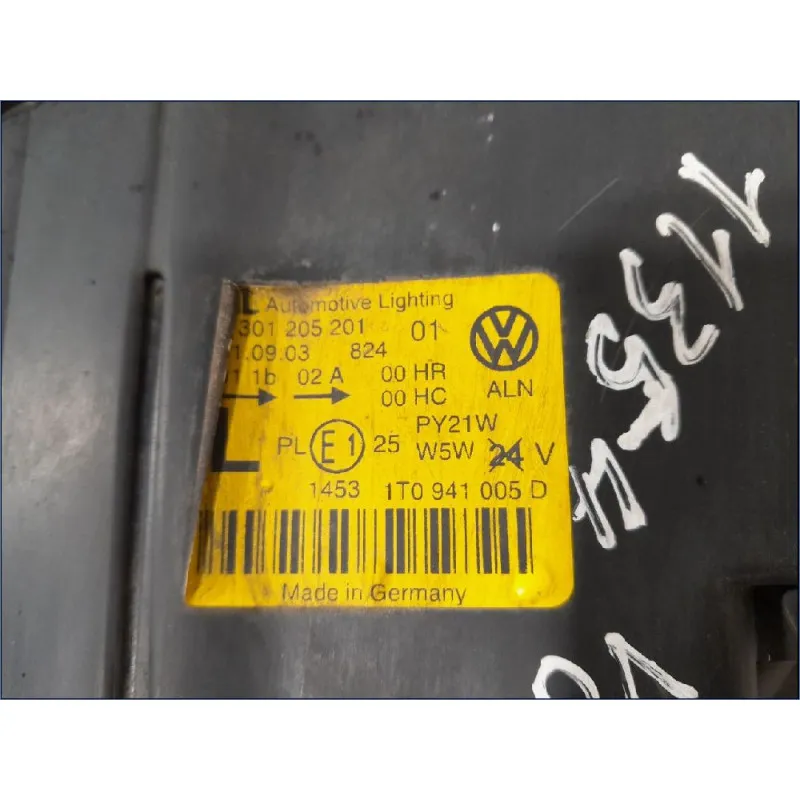 L Automotive Lighting
301 205 201 01
1.09.03 824
1 1b 02 A 00 HR
00 HC
ALN
PY21W
L PL E1 25 W5W 24 V
1453 1T0 941 005 D
Made in Germany
11354